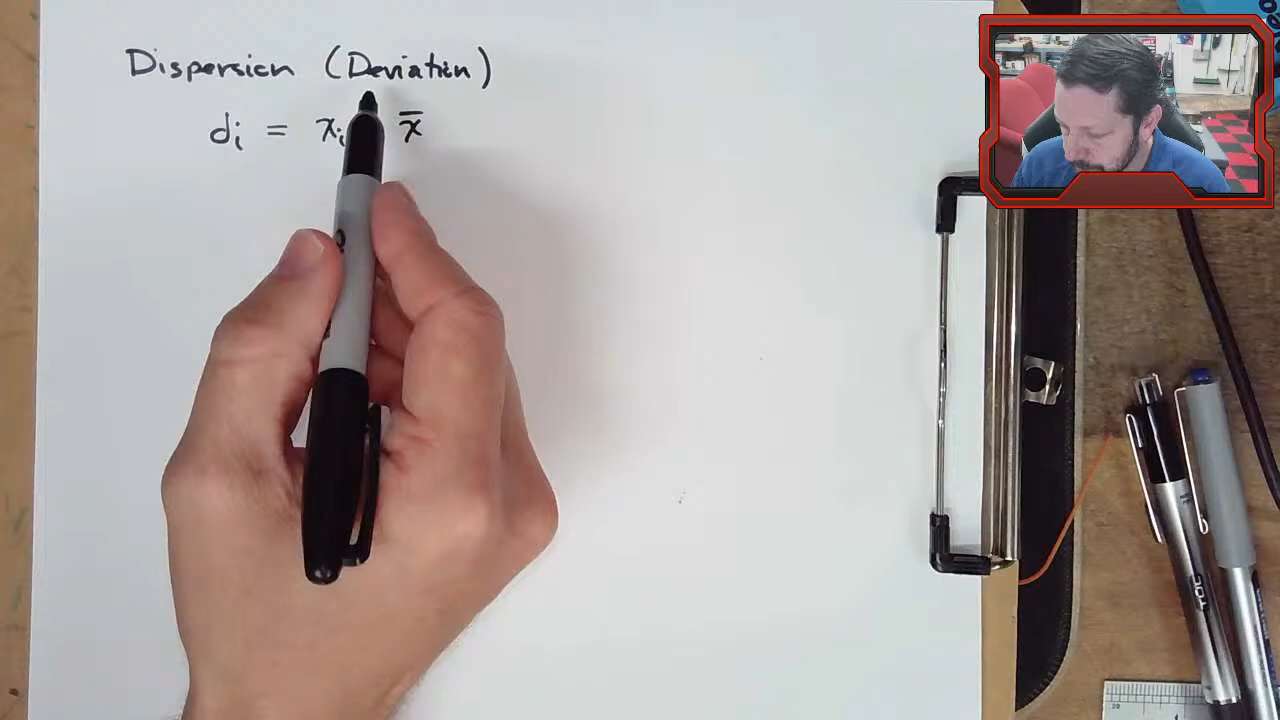 Dispersion (Deviation)
di = xi x̄